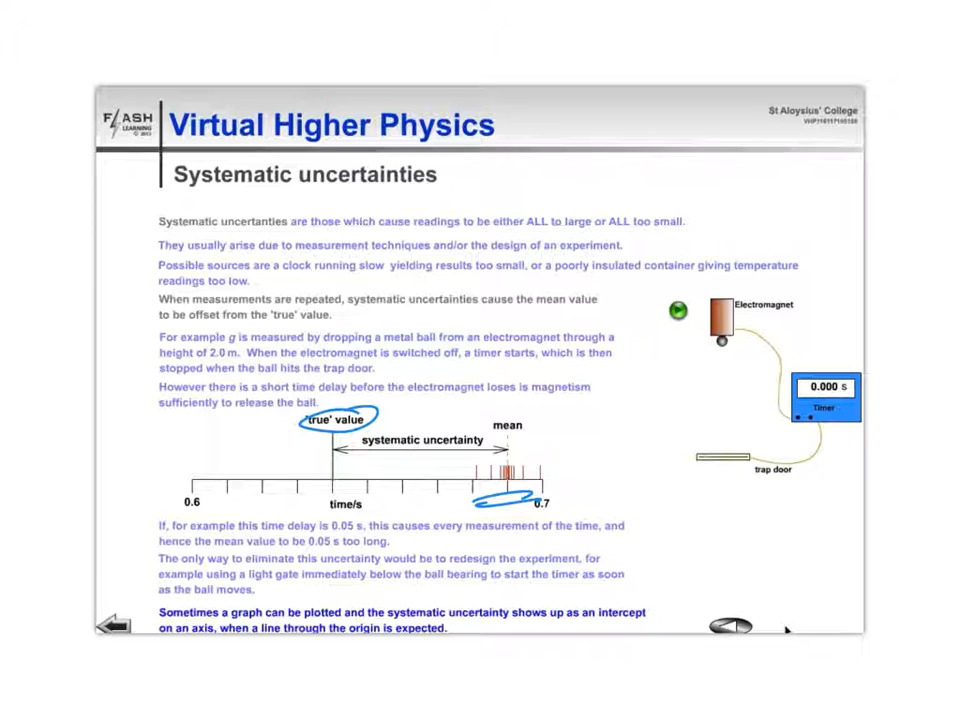 FLASH
LEARNING
© 2013
Virtual Higher Physics
St Aloysius' College
Systematic uncertainties
Systematic uncertanties are those which cause readings to be either ALL to large or ALL too small.
They usually arise due to measurement techniques and/or the design of an experiment.
Possible sources are a clock running slow yielding results too small, or a poorly insulated container giving temperature
readings too low.
When measurements are repeated, systematic uncertainties cause the mean value
to be offset from the 'true' value.
For example g is measured by dropping a metal ball from an electromagnet through a
height of 2.0 m. When the electromagnet is switched off, a timer starts, which is then
stopped when the ball hits the trap door.
However there is a short time delay before the electromagnet loses is magnetism
sufficiently to release the ball.
Electromagnet
0.000 s
Timer
trap door
'true' value
mean
systematic uncertainty
0.6
time/s
0.7
If, for example this time delay is 0.05 s, this causes every measurement of the time, and
hence the mean value to be 0.05 s too long.
The only way to eliminate this uncertainty would be to redesign the experiment, for
example using a light gate immediately below the ball bearing to start the timer as soon
as the ball moves.
Sometimes a graph can be plotted and the systematic uncertainty shows up as an intercept
on an axis, when a line through the origin is expected.